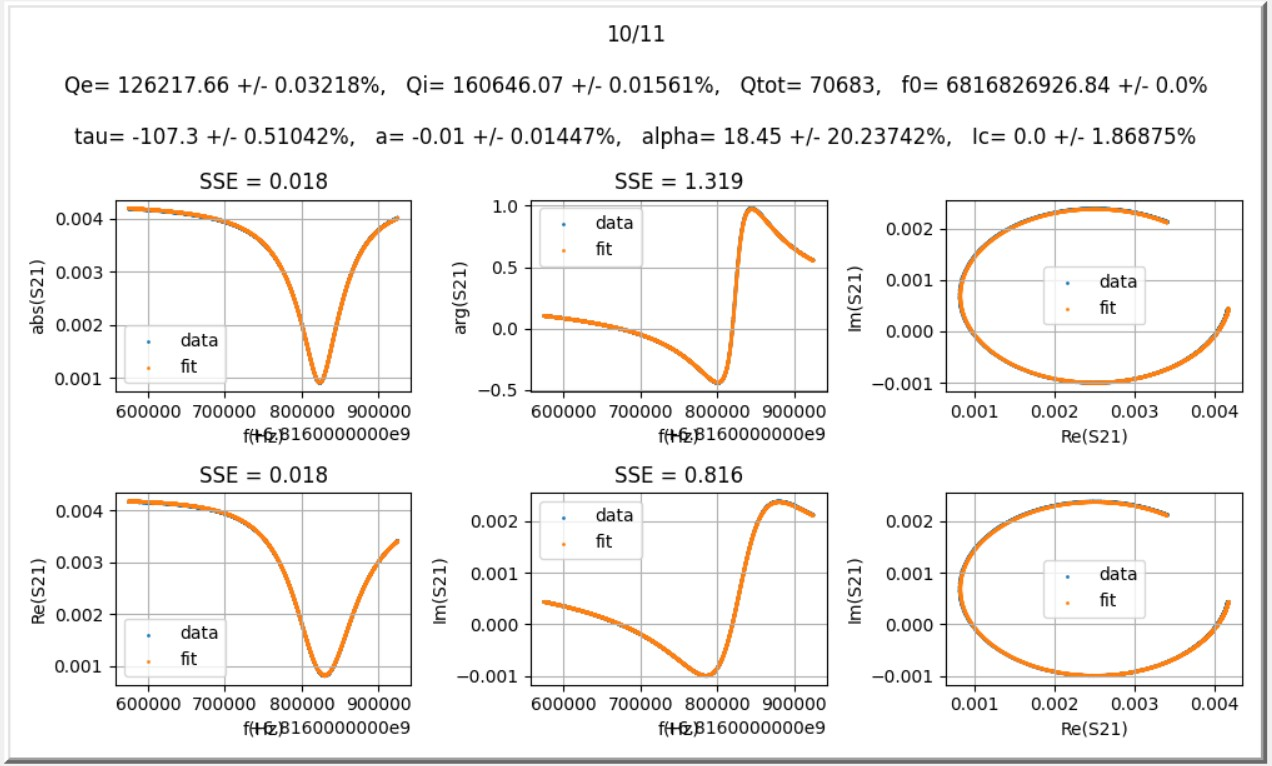 10/11
Qe= 126217.66 +/- 0.03218%, Qi= 160646.07 +/- 0.01561%, Qtot= 70683, f0= 6816826926.84 +/- 0.0%
tau= -107.3 +/- 0.51042%, a= -0.01 +/- 0.01447%, alpha= 18.45 +/- 20.23742%, Ic= 0.0 +/- 1.86875%
SSE = 0.018
abs(S21)
0.004
0.003
0.002
0.001
data
fit
600000 700000 800000 900000
f(Hz)
+6.8160000000e9
SSE = 1.319
arg(S21)
1.0
0.5
0.0
−0.5
data
fit
600000 700000 800000 900000
f(Hz)
+6.8160000000e9
Im(S21)
0.002
0.001
0.000
−0.001
data
fit
0.001 0.002 0.003 0.004
Re(S21)
SSE = 0.018
Re(S21)
0.004
0.003
0.002
0.001
data
fit
600000 700000 800000 900000
f(Hz)
+6.8160000000e9
SSE = 0.816
Im(S21)
0.002
0.001
0.000
−0.001
data
fit
600000 700000 800000 900000
f(Hz)
+6.8160000000e9
Im(S21)
0.002
0.001
0.000
−0.001
data
fit
0.001 0.002 0.003 0.004
Re(S21)